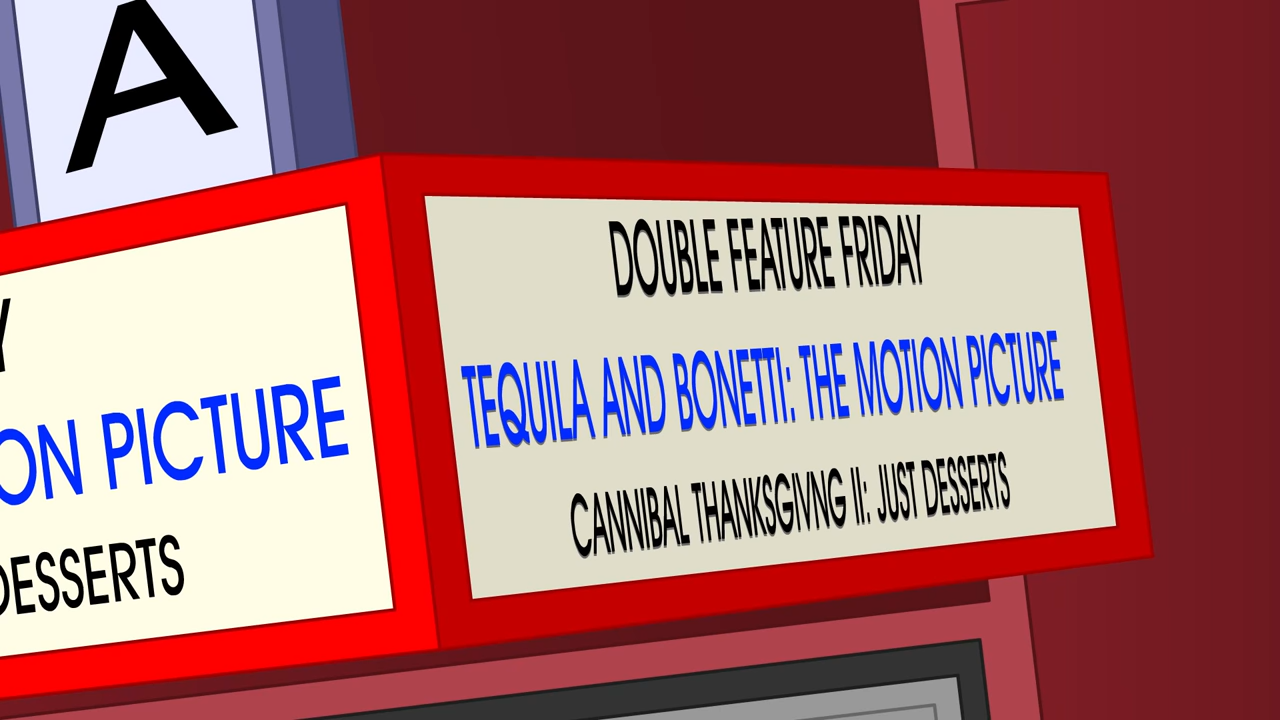 A
Y
ON PICTURE
DESSERTS
DOUBLE FEATURE FRIDAY
TEQUILA AND BONETTI: THE MOTION PICTURE
CANNIBAL THANKSGIVNG II: JUST DESSERTS